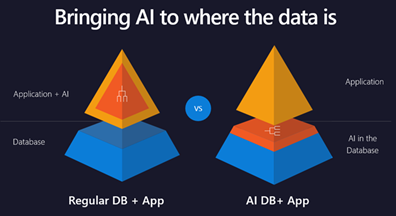 Bringing AI to where the data is
Application + AI
Database
VS
Application
AI in the
Database
Regular DB + App
AI DB+ App